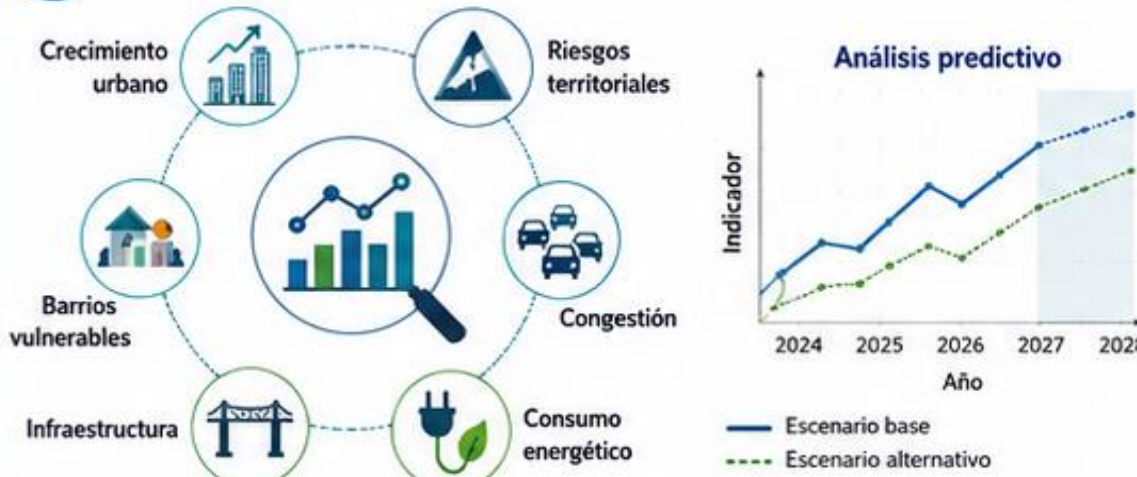 Crecimiento
urbano
Riesgos
territoriales
Barrios
vulnerables
Congestión
Infraestructura
Consumo
energético
Análisis predictivo
Indicador
2024 2025 2026 2027 2028
Año
Escenario base
Escenario alternativo